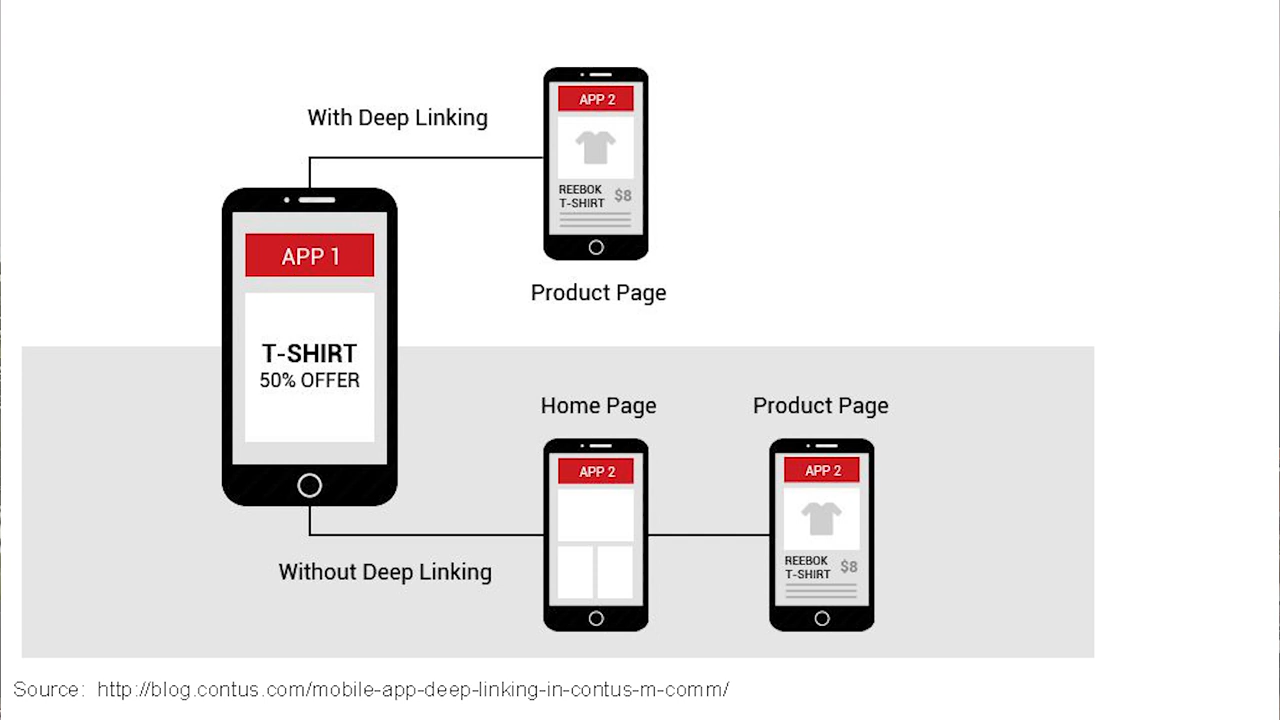 With Deep Linking
APP 2
REEBOK
T-SHIRT
$8
Product Page
APP 1
T-SHIRT
50% OFFER
Home Page
Product Page
APP 2
APP 2
REEBOK
T-SHIRT
$8
Without Deep Linking
Source: http://blog.contus.com/mobile-app-deep-linking-in-contus-m-comm/